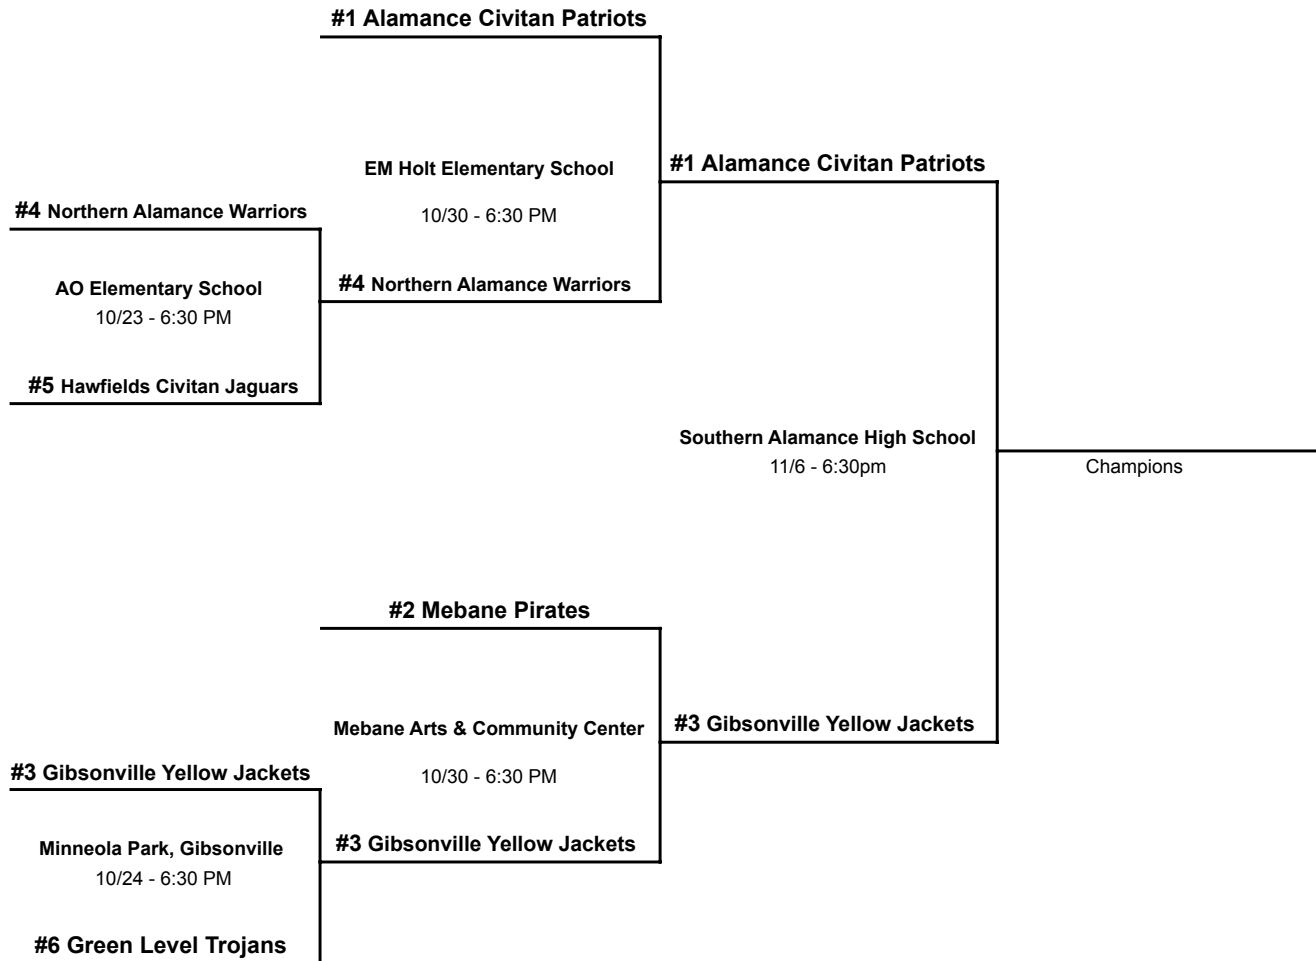 #1 Alamance Civitan Patriots
EM Holt Elementary School
#1 Alamance Civitan Patriots
#4 Northern Alamance Warriors
10/30 - 6:30 PM
AO Elementary School
#4 Northern Alamance Warriors
10/23 - 6:30 PM
#5 Hawfields Civitan Jaguars
Southern Alamance High School
11/6 - 6:30pm
Champions
#2 Mebane Pirates
Mebane Arts & Community Center
#3 Gibsonville Yellow Jackets
#3 Gibsonville Yellow Jackets
10/30 - 6:30 PM
Minneola Park, Gibsonville
#3 Gibsonville Yellow Jackets
10/24 - 6:30 PM
#6 Green Level Trojans